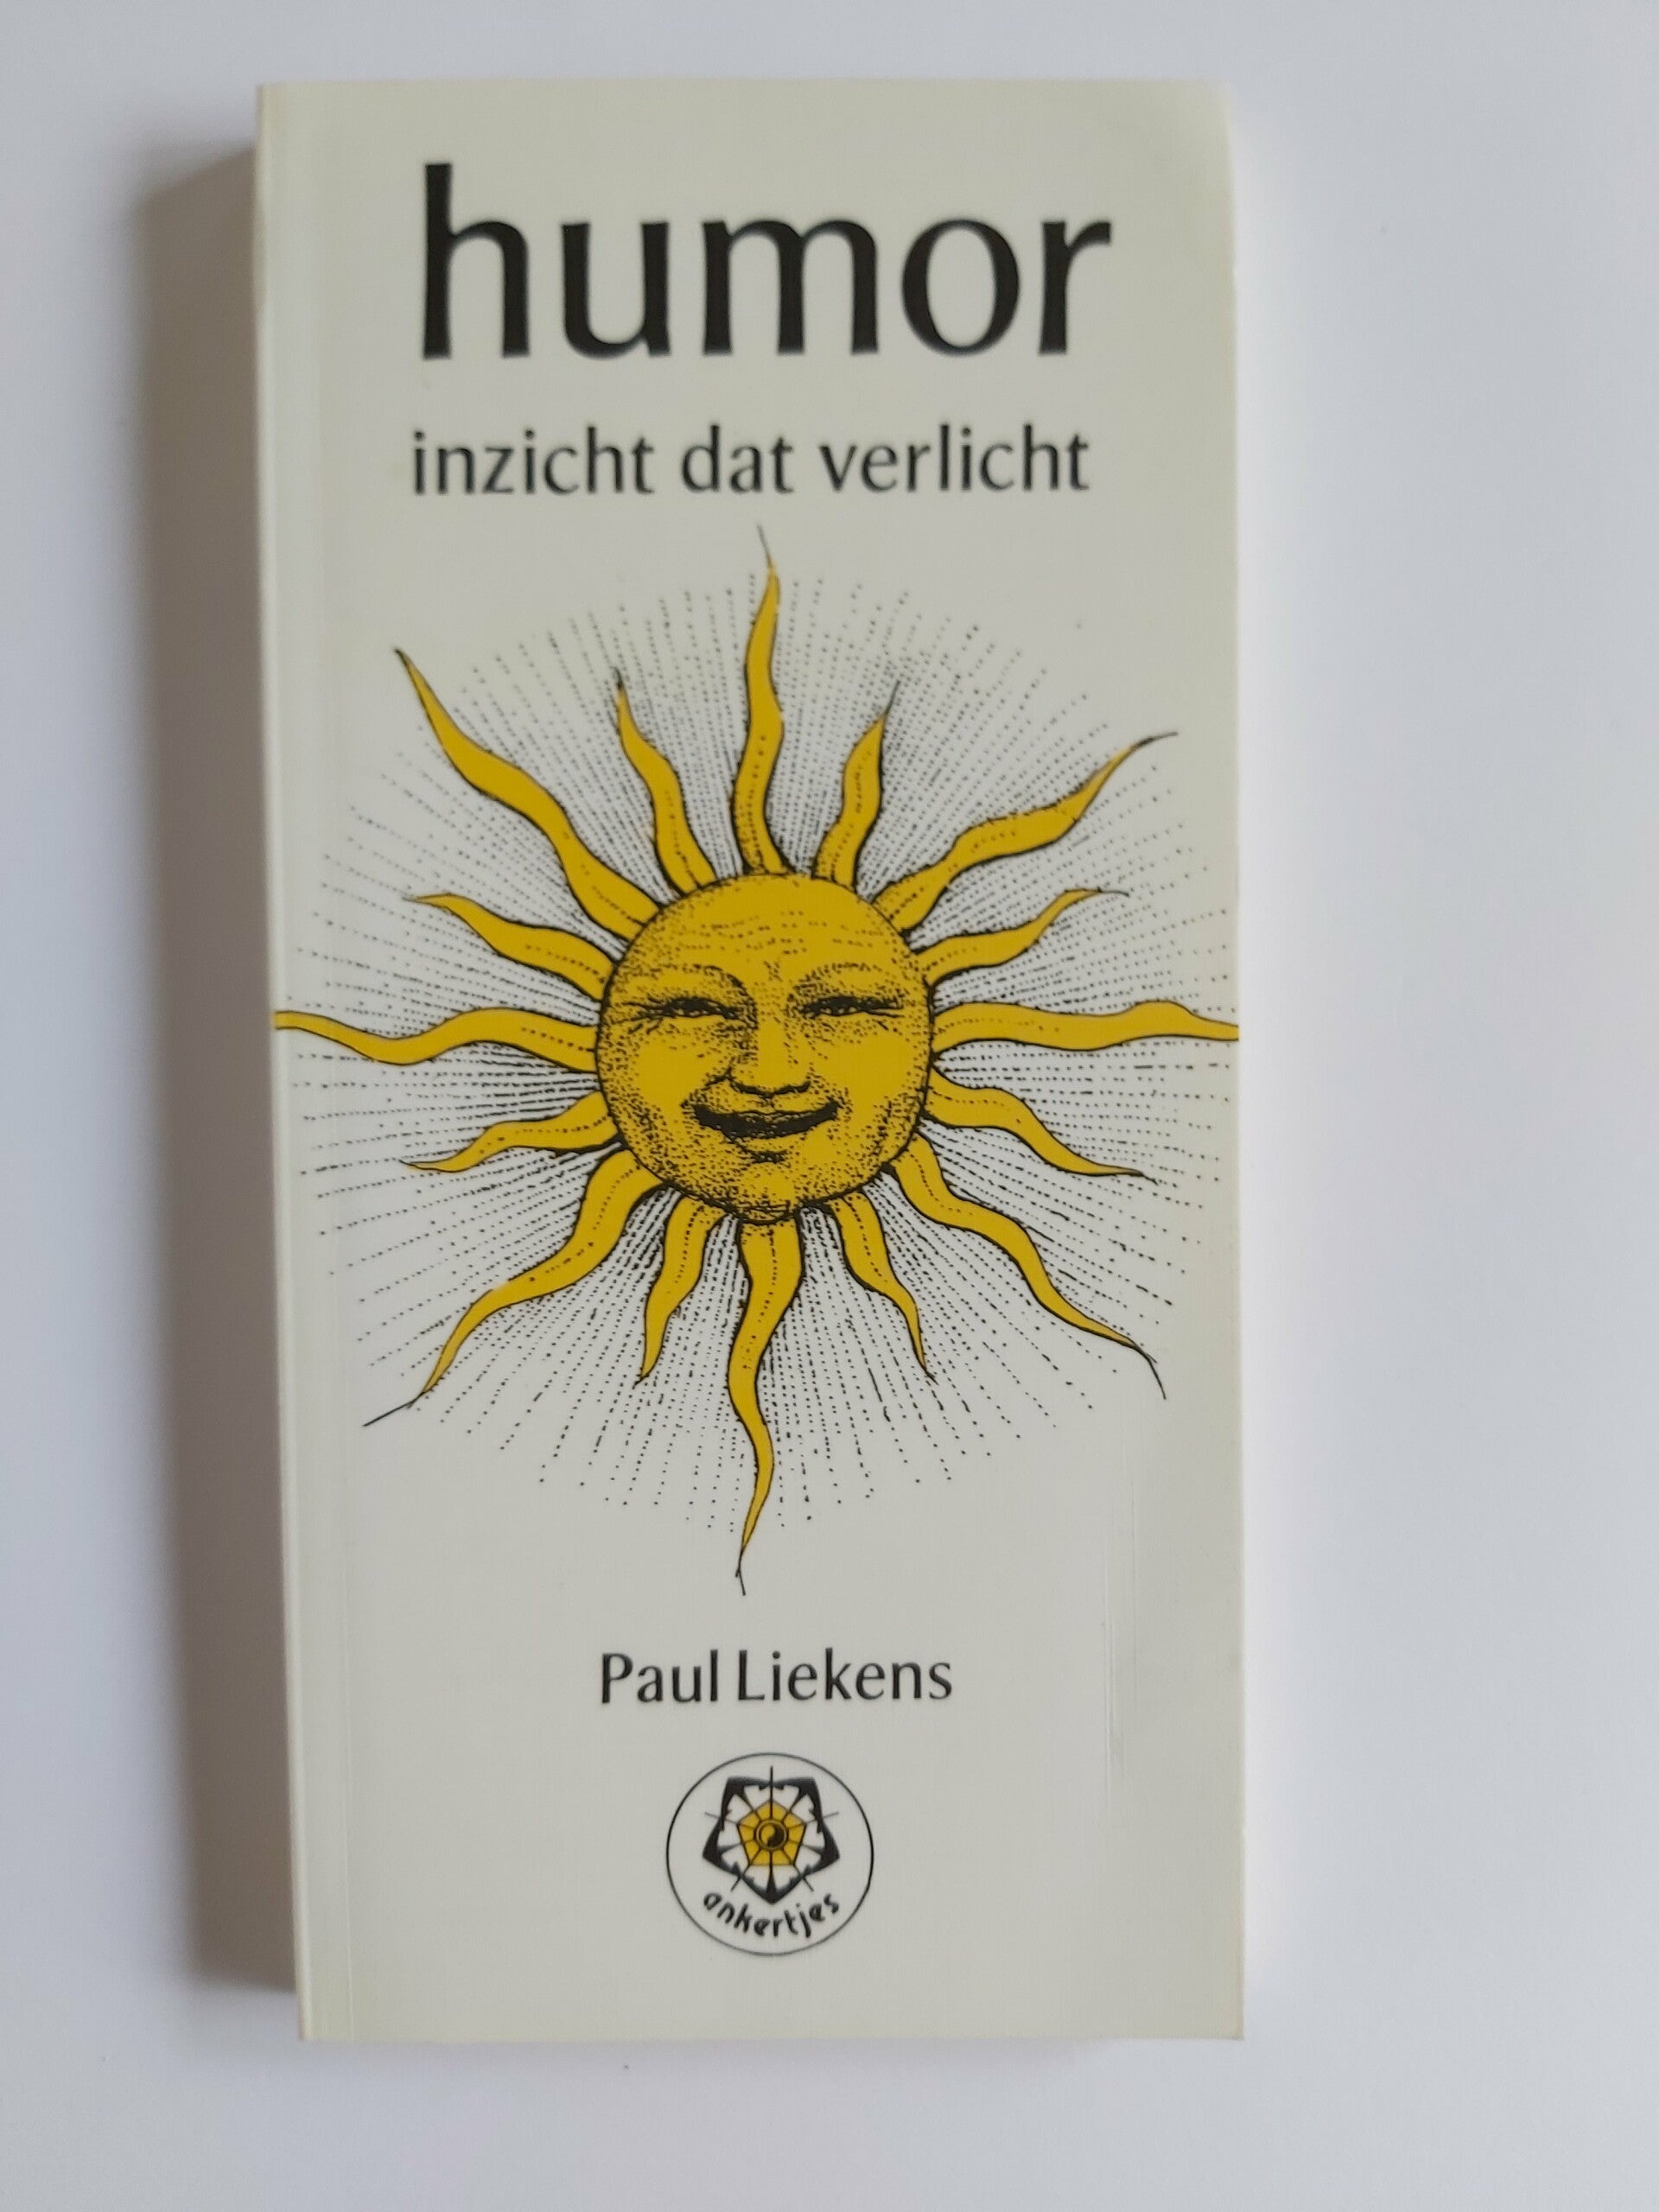 humor
inzicht dat verlicht
Paul Liekens
ankertjes